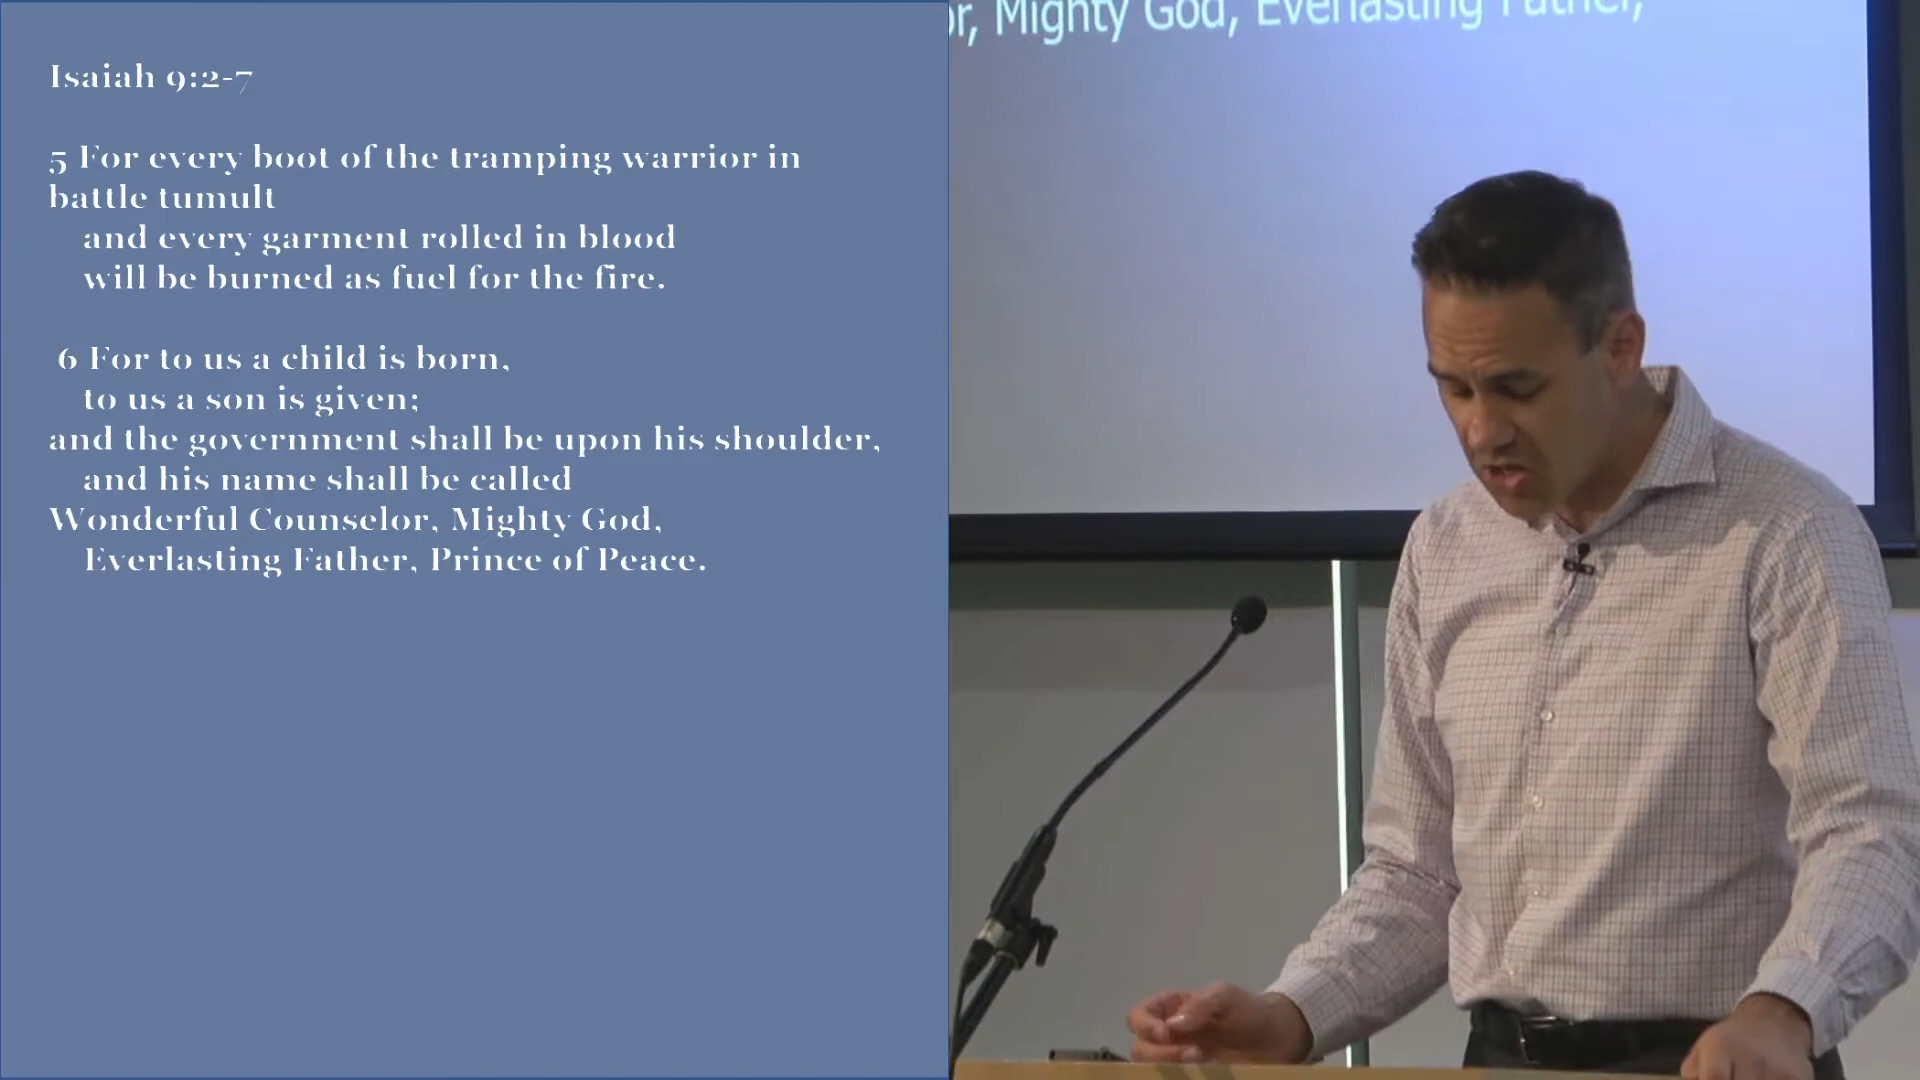 Isaiah 9:2-7
5 For every boot of the tramping warrior in
battle tumult
and every garment rolled in blood
will be burned as fuel for the fire.
6 For to us a child is born,
to us a son is given;
and the government shall be upon his shoulder,
and his name shall be called
Wonderful Counselor, Mighty God,
Everlasting Father, Prince of Peace.
or, Mighty God, Everlasting Father,